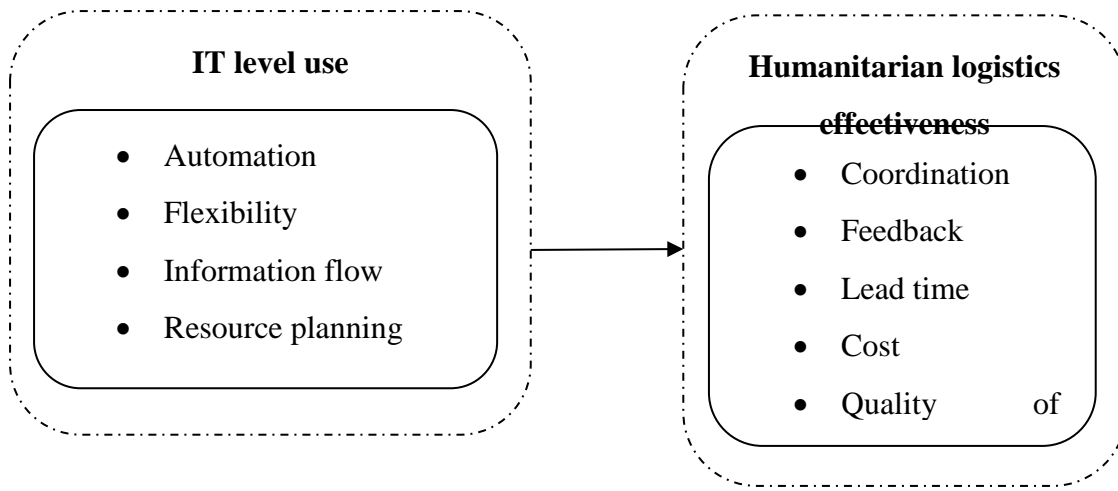 IT level use
• Automation
• Flexibility
• Information flow
• Resource planning
Humanitarian logistics
effectiveness
• Coordination
• Feedback
• Lead time
• Cost
• Quality of